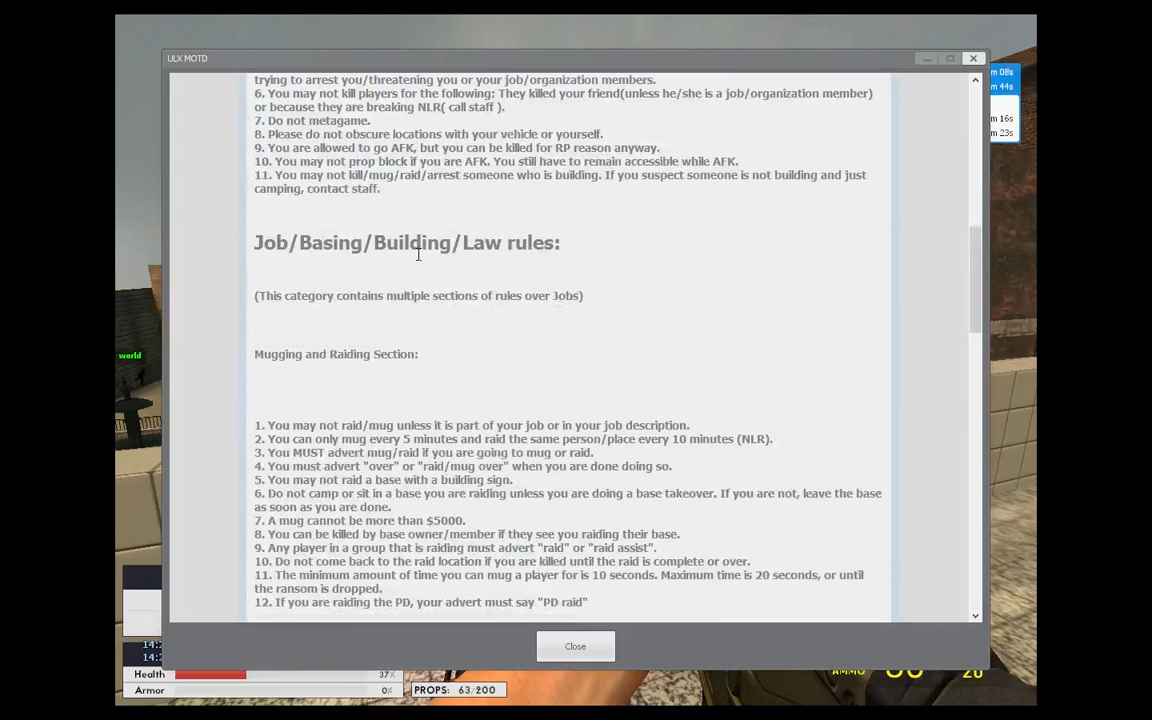 ULX MOTD
trying to arrest you/threatening you or your job/organization members.
6. You may not kill players for the following: They killed your friend(unless he/she is a job/organization member)
or because they are breaking NLR( call staff ).
7. Do not metagame.
8. Please do not obscure locations with your vehicle or yourself.
9. You are allowed to go AFK, but you can be killed for RP reason anyway.
10. You may not prop block if you are AFK. You still have to remain accessible while AFK.
11. You may not kill/mug/raid/arrest someone who is building. If you suspect someone is not building and just
camping, contact staff.
Job/Basing/Building/Law rules:
(This category contains multiple sections of rules over Jobs)
Mugging and Raiding Section:
1. You may not raid/mug unless it is part of your job or in your job description.
2. You can only mug every 5 minutes and raid the same person/place every 10 minutes (NLR).
3. You MUST advert mug/raid if you are going to mug or raid.
4. You must advert "over" or "raid/mug over" when you are done doing so.
5. You may not raid a base with a building sign.
6. Do not camp or sit in a base you are raiding unless you are doing a base takeover. If you are not, leave the base
as soon as you are done.
7. A mug cannot be more than $5000.
8. You can be killed by base owner/member if they see you raiding their base.
9. Any player in a group that is raiding must advert "raid" or "raid assist".
10. Do not come back to the raid location if you are killed until the raid is complete or over.
11. The minimum amount of time you can mug a player for is 10 seconds. Maximum time is 20 seconds, or until
the ransom is dropped.
12. If you are raiding the PD, your advert must say "PD raid"
Close
m 08s
m 44s
m 16s
m 23s
world
14:2
14:2
Health 37%
Armor 0%
PROPS: 63/200
AMMO
20